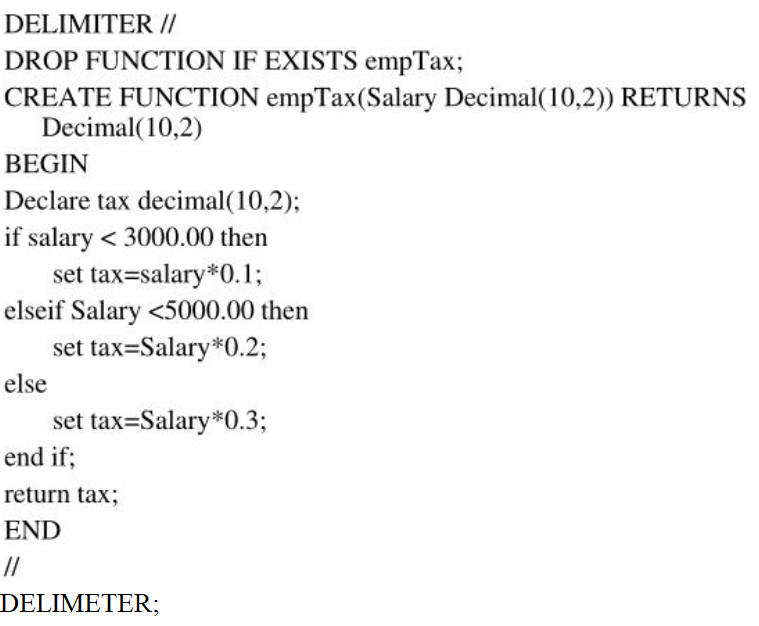 DELIMITER //
DROP FUNCTION IF EXISTS empTax;
CREATE FUNCTION empTax(Salary Decimal(10,2)) RETURNS
Decimal(10,2)
BEGIN
Declare tax decimal(10,2);
if salary < 3000.00 then
set tax=salary*0.1;
elseif Salary <5000.00 then
set tax=Salary*0.2;
else
set tax=Salary*0.3;
end if;
return tax;
END
//
DELIMETER;